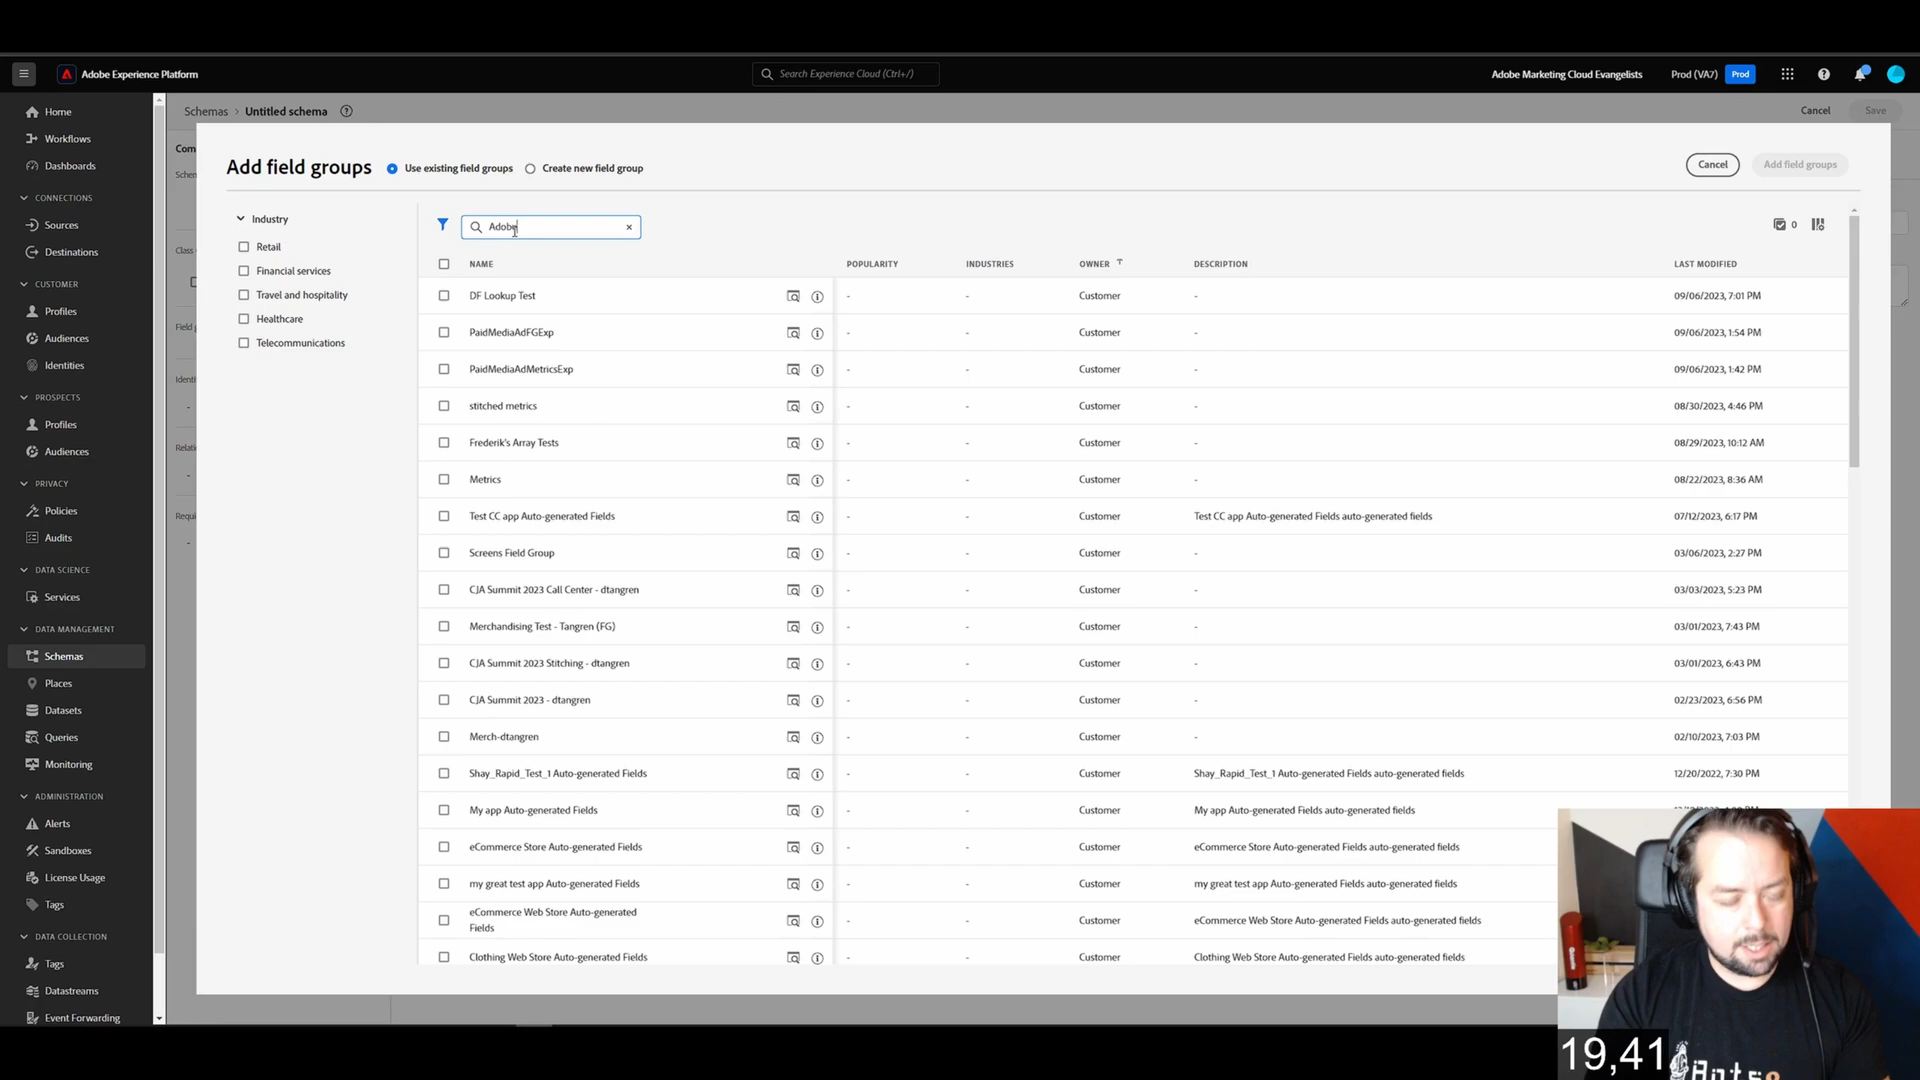 Adobe Experience Platform
Search Experience Cloud (Ctrl+/)
Adobe Marketing Cloud Evangelists
Prod (VA7)
Prod
Home
Workflows
Dashboards
CONNECTIONS
Sources
Destinations
CUSTOMER
Profiles
Audiences
Identities
PROSPECTS
Profiles
Audiences
PRIVACY
Policies
Audits
DATA SCIENCE
Services
DATA MANAGEMENT
Schemas
Places
Datasets
Queries
Monitoring
ADMINISTRATION
Alerts
Sandboxes
License Usage
Tags
DATA COLLECTION
Tags
Datastreams
Event Forwarding
Schemas > Untitled schema
Cancel
Save
Com
Schem
Class
Field g
Identi
Relati
Requi
Add field groups
Use existing field groups
Create new field group
Cancel
Add field groups
Industry
Retail
Financial services
Travel and hospitality
Healthcare
Telecommunications
Adobe
0
NAME POPULARITY INDUSTRIES OWNER DESCRIPTION LAST MODIFIED
DF Lookup Test - - Customer - 09/06/2023, 7:01 PM
PaidMediaAdFGExp - - Customer - 09/06/2023, 1:54 PM
PaidMediaAdMetricsExp - - Customer - 09/06/2023, 1:42 PM
stitched metrics - - Customer - 08/30/2023, 4:46 PM
Frederik's Array Tests - - Customer - 08/29/2023, 10:12 AM
Metrics - - Customer - 08/22/2023, 8:36 AM
Test CC app Auto-generated Fields - - Customer Test CC app Auto-generated Fields auto-generated fields 07/12/2023, 6:17 PM
Screens Field Group - - Customer - 03/06/2023, 2:27 PM
CJA Summit 2023 Call Center - dtangren - - Customer - 03/03/2023, 5:23 PM
Merchandising Test - Tangren (FG) - - Customer - 03/01/2023, 7:43 PM
CJA Summit 2023 Stitching - dtangren - - Customer - 03/01/2023, 6:43 PM
CJA Summit 2023 - dtangren - - Customer - 02/23/2023, 6:56 PM
Merch-dtangren - - Customer - 02/10/2023, 7:03 PM
Shay_Rapid_Test_1 Auto-generated Fields - - Customer Shay_Rapid_Test_1 Auto-generated Fields auto-generated fields 12/20/2022, 7:30 PM
My app Auto-generated Fields - - Customer My app Auto-generated Fields auto-generated fields
eCommerce Store Auto-generated Fields - - Customer eCommerce Store Auto-generated Fields auto-generated fields
my great test app Auto-generated Fields - - Customer my great test app Auto-generated Fields auto-generated fields
eCommerce Web Store Auto-generated
Fields - - Customer eCommerce Web Store Auto-generated Fields auto-generated fields
Clothing Web Store Auto-generated Fields - - Customer Clothing Web Store Auto-generated Fields auto-generated fields
19,41